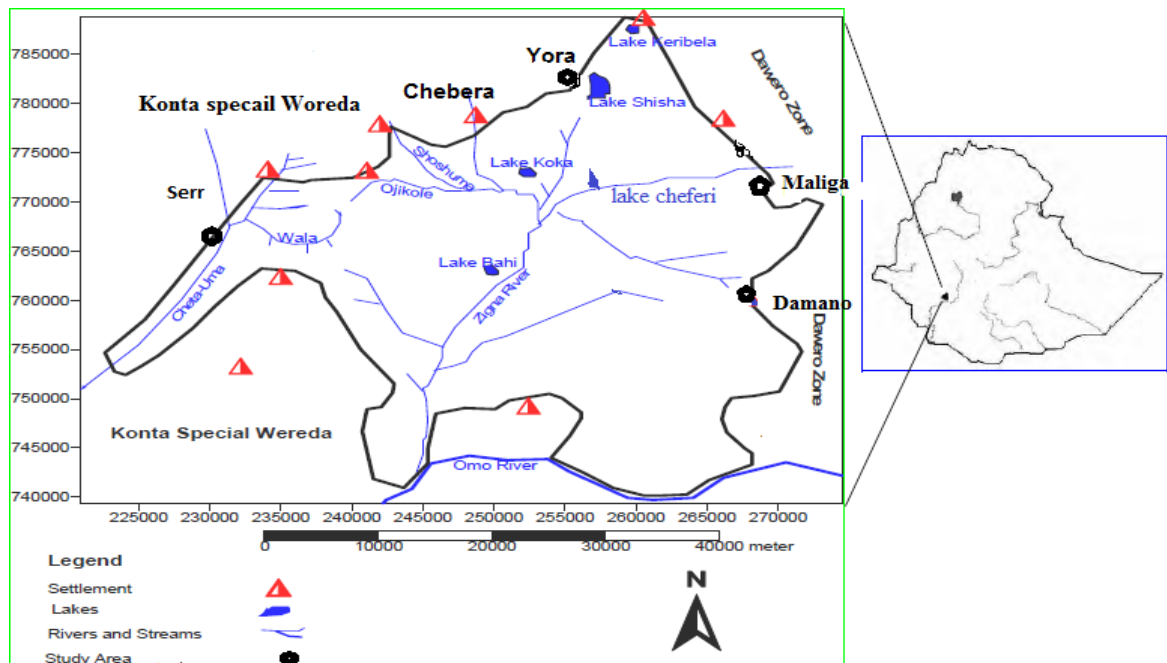 785000
780000
775000
770000
765000
760000
755000
750000
745000
740000
Lake Keribela
Yora
Dawero Zone
Chebera
Lake Shisha
Konta specail Woreda
Shoshuma
Lake Koka
Ojikole
lake cheferi
Maliga
Serr
Wala
Lake Bahi
Cheta-Uma
Zigna River
Damano
Dawero Zone
Konta Special Wereda
Omo River
225000 230000 235000 240000 245000 250000 255000 260000 265000 270000
0 10000 20000 30000 40000 meter
Legend
Settlement
Lakes
Rivers and Streams
Study Area
N